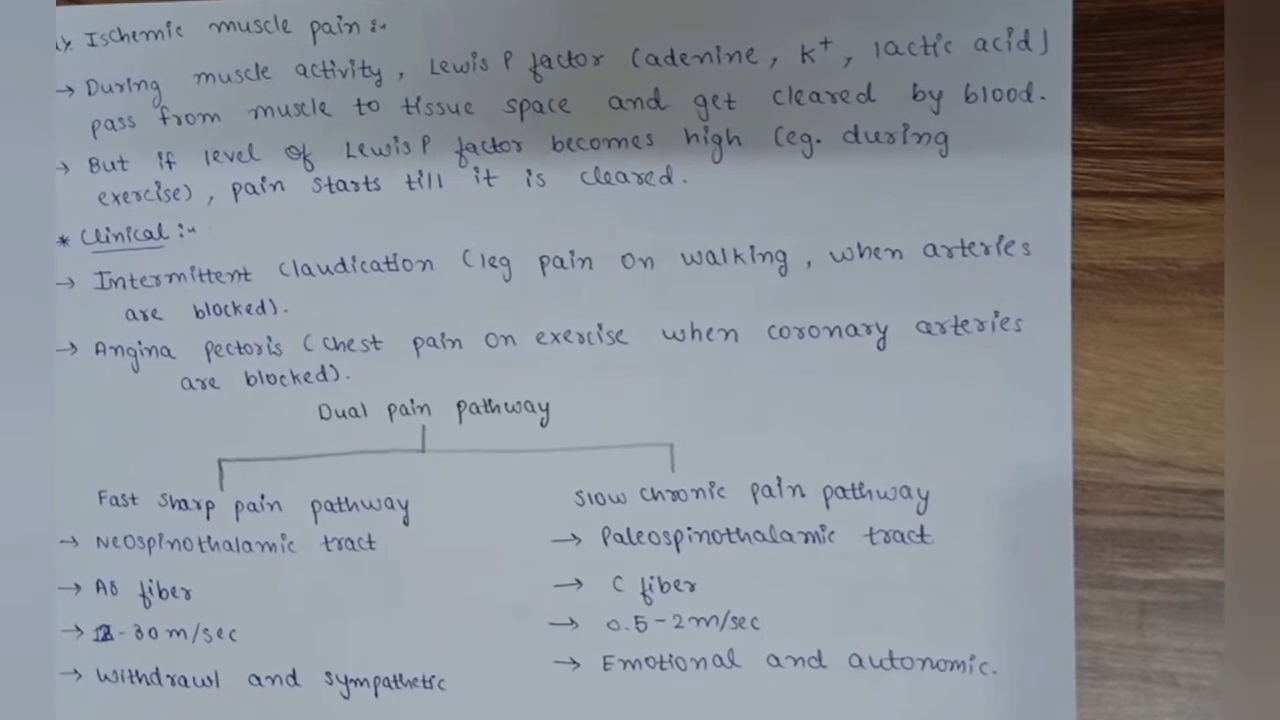 Ischemic muscle pain :-
→ During muscle activity, Lewis P factor (adenine, K⁺, lactic acid)
pass from muscle to tissue space and get cleared by blood.
→ But if level of Lewis P factor becomes high (eg. during
exercise), pain starts till it is cleared.
* Clinical :-
→ Intermittent claudication (leg pain on walking, when arteries
are blocked).
→ Angina pectoris (chest pain on exercise when coronary arteries
are blocked).
Dual pain pathway
Fast sharp pain pathway
→ Neospinothalamic tract
→ Aδ fiber
→ 12-30 m/sec
→ Withdrawl and sympathetic
Slow chronic pain pathway
→ Paleospinothalamic tract
→ C fiber
→ 0.5-2 m/sec
→ Emotional and autonomic.